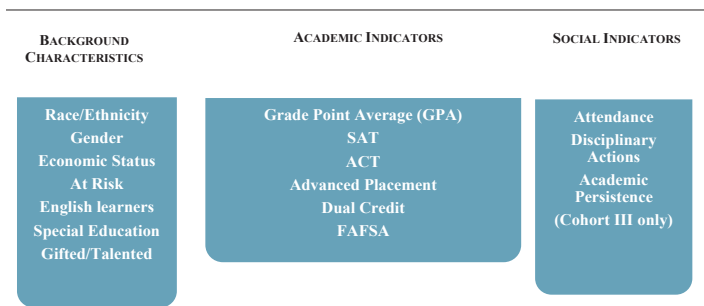 BACKGROUND
CHARACTERISTICS
Race/Ethnicity
Gender
Economic Status
At Risk
English learners
Special Education
Gifted/Talented
ACADEMIC INDICATORS
Grade Point Average (GPA)
SAT
ACT
Advanced Placement
Dual Credit
FAFSA
SOCIAL INDICATORS
Attendance
Disciplinary
Actions
Academic
Persistence
(Cohort III only)